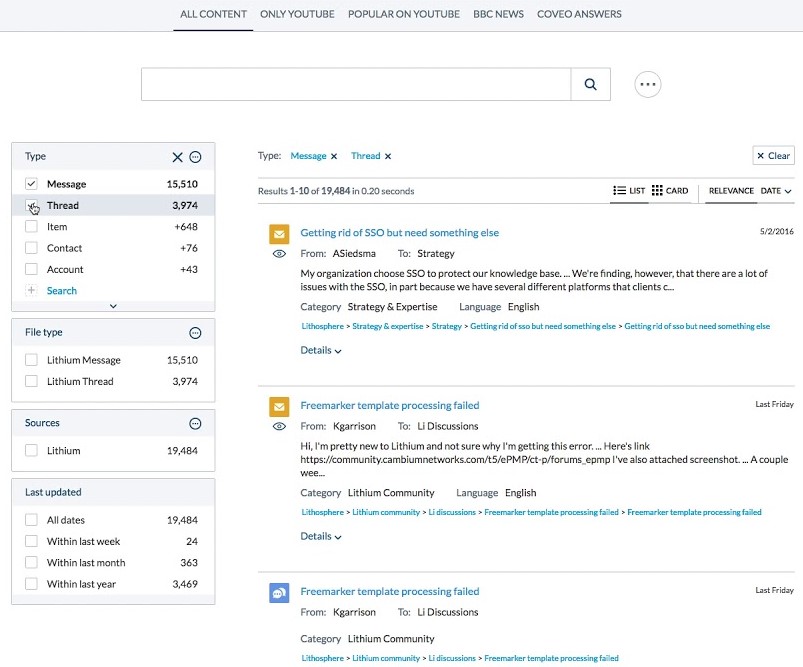 ALL CONTENT ONLY YOUTUBE POPULAR ON YOUTUBE BBC NEWS COVEO ANSWERS
Type
Message 15,510
Thread 3,974
Item +648
Contact +76
Account +43
Search
File type
Lithium Message 15,510
Lithium Thread 3,974
Sources
Lithium 19,484
Last updated
All dates 19,484
Within last week 24
Within last month 363
Within last year 3,469
Type: Message Thread Clear
Results 1-10 of 19,484 in 0.20 seconds LIST CARD RELEVANCE DATE
Getting rid of SSO but need something else 5/2/2016
From: ASiedsma To: Strategy
My organization choose SSO to protect our knowledge base. ... We're finding, however, that there are a lot of
issues with the SSO, in part because we have several different platforms that clients c...
Category Strategy & Expertise Language English
Lithosphere > Strategy & expertise > Strategy > Getting rid of sso but need something else > Getting rid of sso but need something else
Details
Freemarker template processing failed Last Friday
From: Kgarrison To: Li Discussions
Hi, I'm pretty new to Lithium and not sure why I'm getting this error. ... Here's link
https://community.cambiumnetworks.com/t5/ePMP/ct-p/forums_epmp I've also attached screenshot. ... A couple
wee...
Category Lithium Community Language English
Lithosphere > Lithium community > Li discussions > Freemarker template processing failed > Freemarker template processing failed
Details
Freemarker template processing failed Last Friday
From: Kgarrison To: Li Discussions
Category Lithium Community
Lithosphere > Lithium community > Li discussions > Freemarker template processing failed